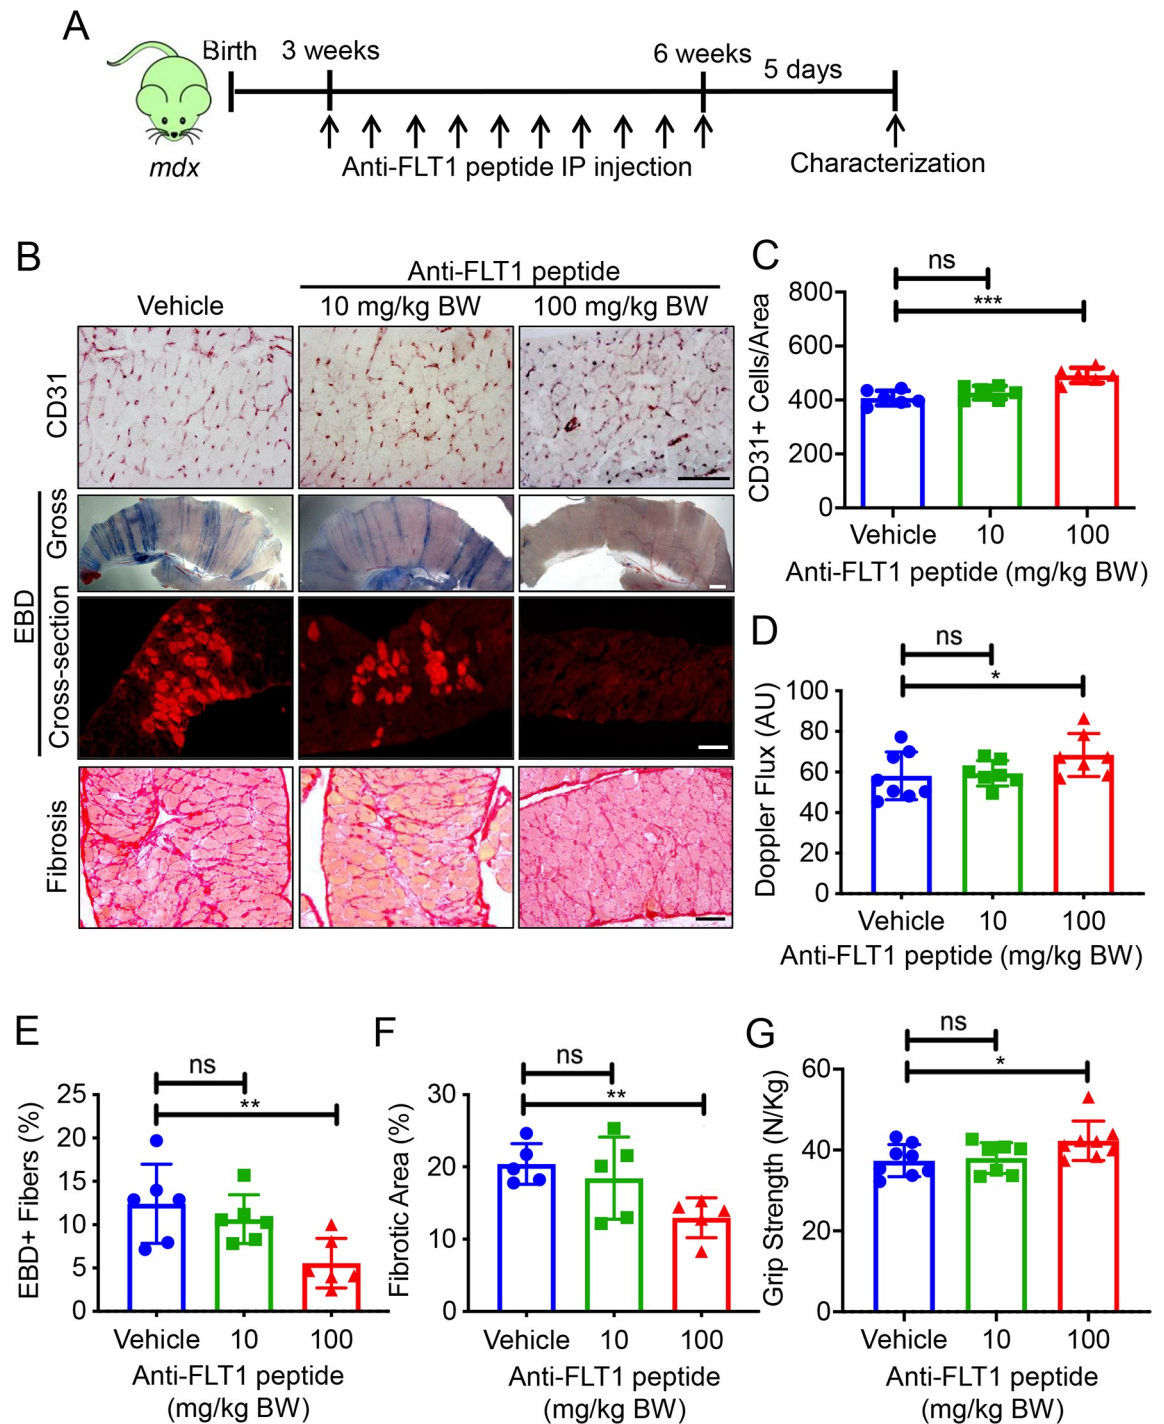 A
Birth
3 weeks
6 weeks
5 days
mdx
Anti-FLT1 peptide IP injection
Characterization
B
Anti-FLT1 peptide
Vehicle
10 mg/kg BW
100 mg/kg BW
CD31
EBD
Gross
Crosss-section
Fibrosis
C
ns
***
800
600
400
200
0
CD31+ Cells/Area
Vehicle
10
100
Anti-FLT1 peptide (mg/kg BW)
D
ns
*
100
80
60
40
20
0
Doppler Flux (AU)
Vehicle
10
100
Anti-FLT1 peptide (mg/kg BW)
E
ns
**
25
20
15
10
5
0
EBD+ Fibers (%)
Vehicle
10
100
Anti-FLT1 peptide
(mg/kg BW)
F
ns
**
30
20
10
0
Fibrotic Area (%)
Vehicle
10
100
Anti-FLT1 peptide
(mg/kg BW)
G
ns
*
60
40
20
0
Grip Strength (N/Kg)
Vehicle
10
100
Anti-FLT1 peptide
(mg/kg BW)